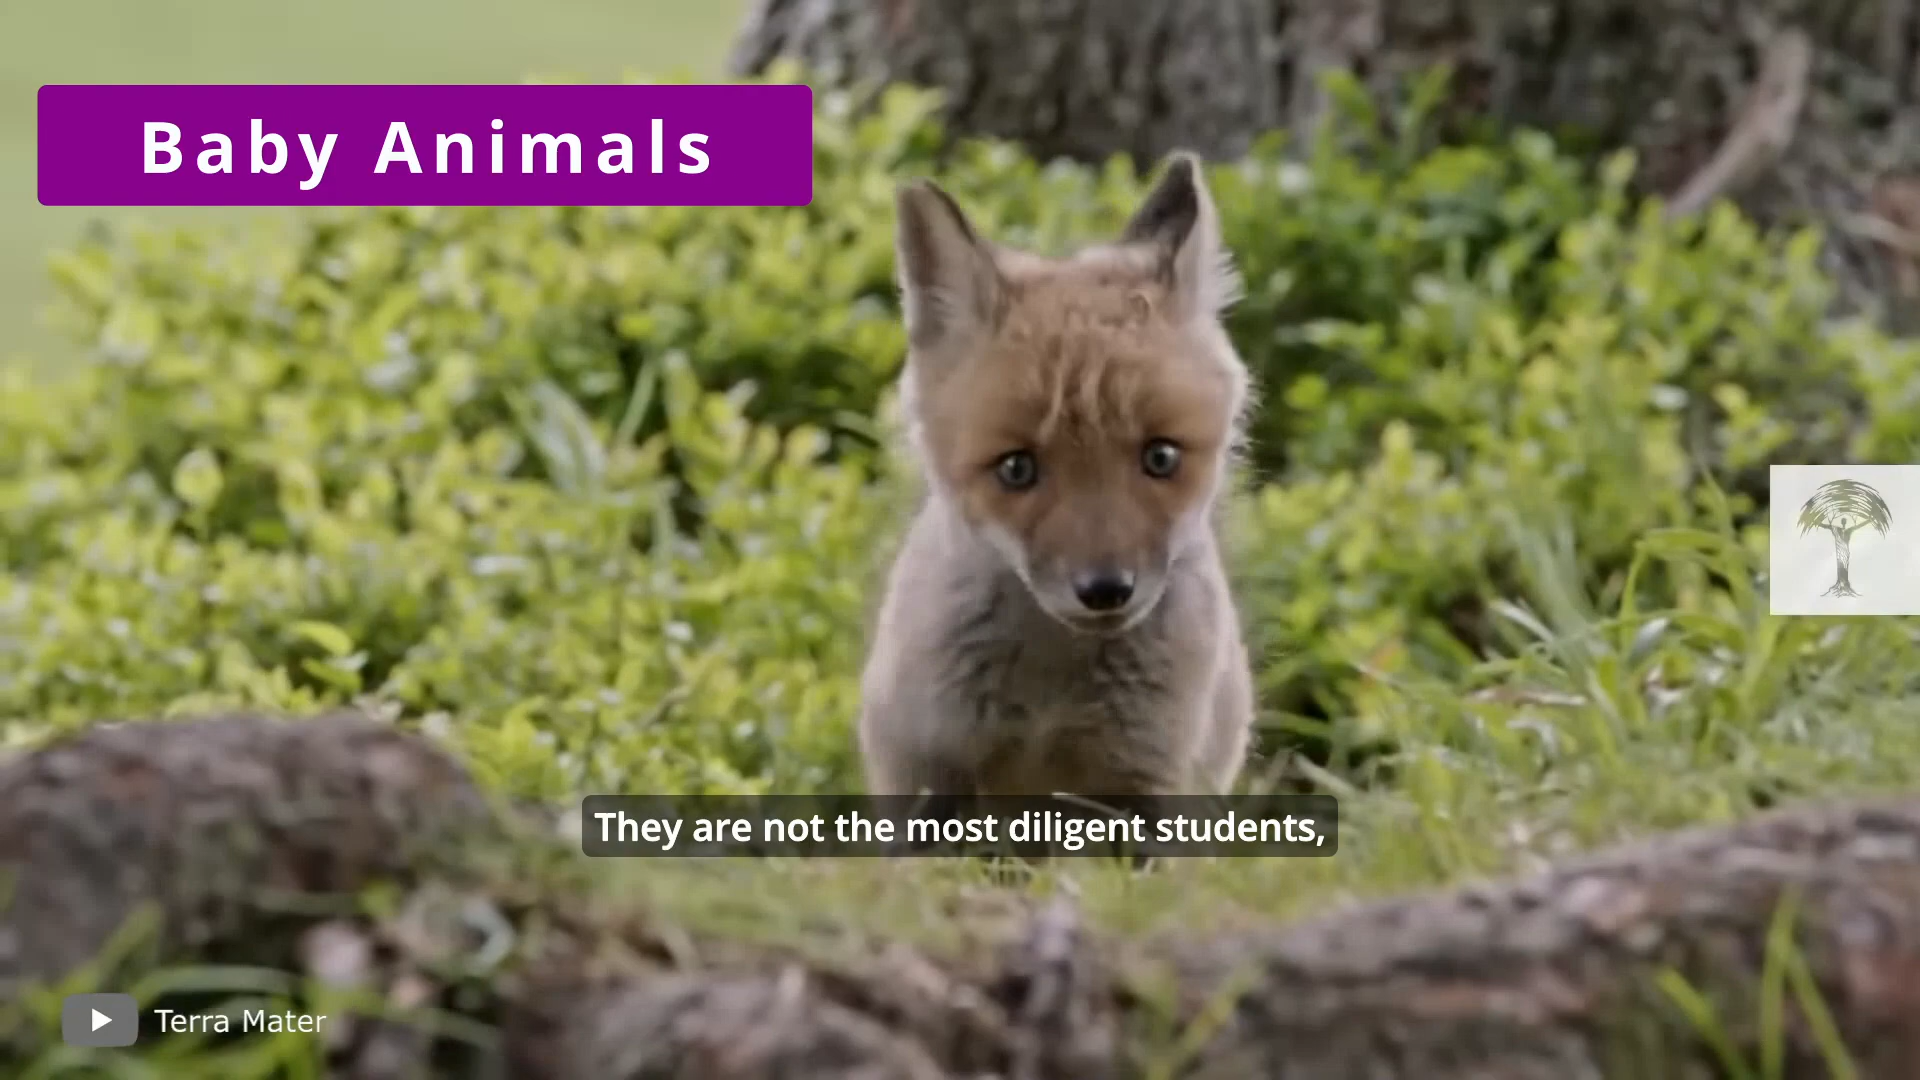 Baby Animals
They are not the most diligent students,
Terra Mater